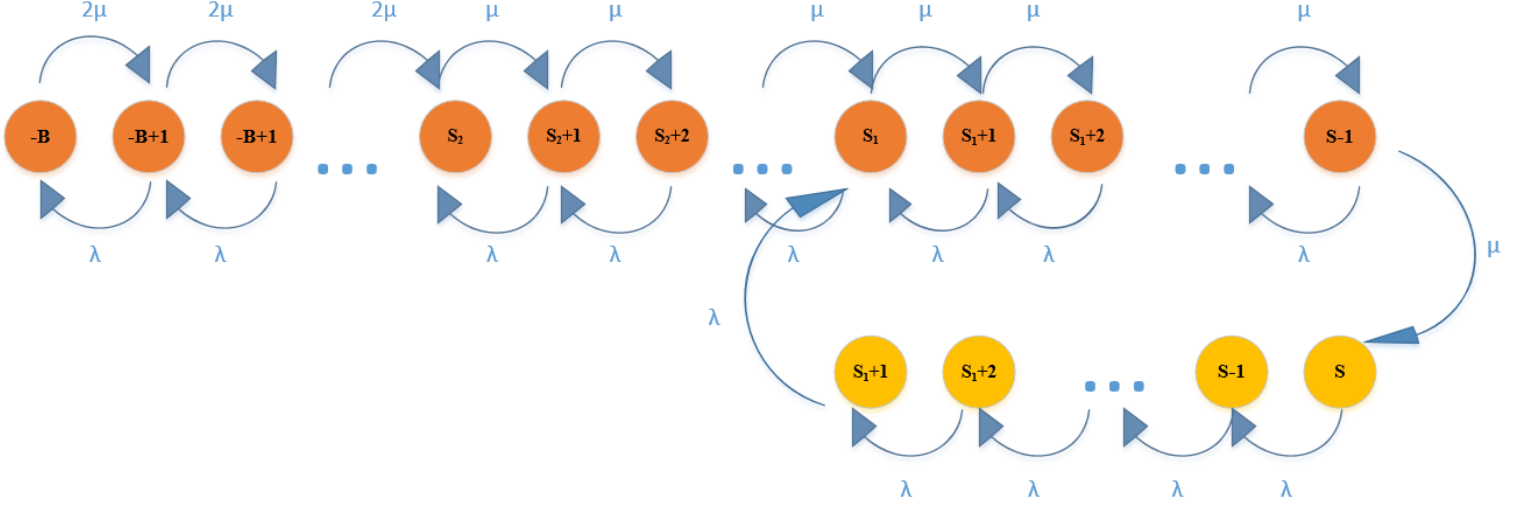 2μ 2μ 2μ μ μ μ μ μ μ
-B -B+1 -B+1 S₂ S₂+1 S₂+2 S₁ S₁+1 S₁+2 S-1
λ λ λ λ λ λ λ λ
μ
λ
S₁+1 S₁+2 S-1 S
λ λ λ λ